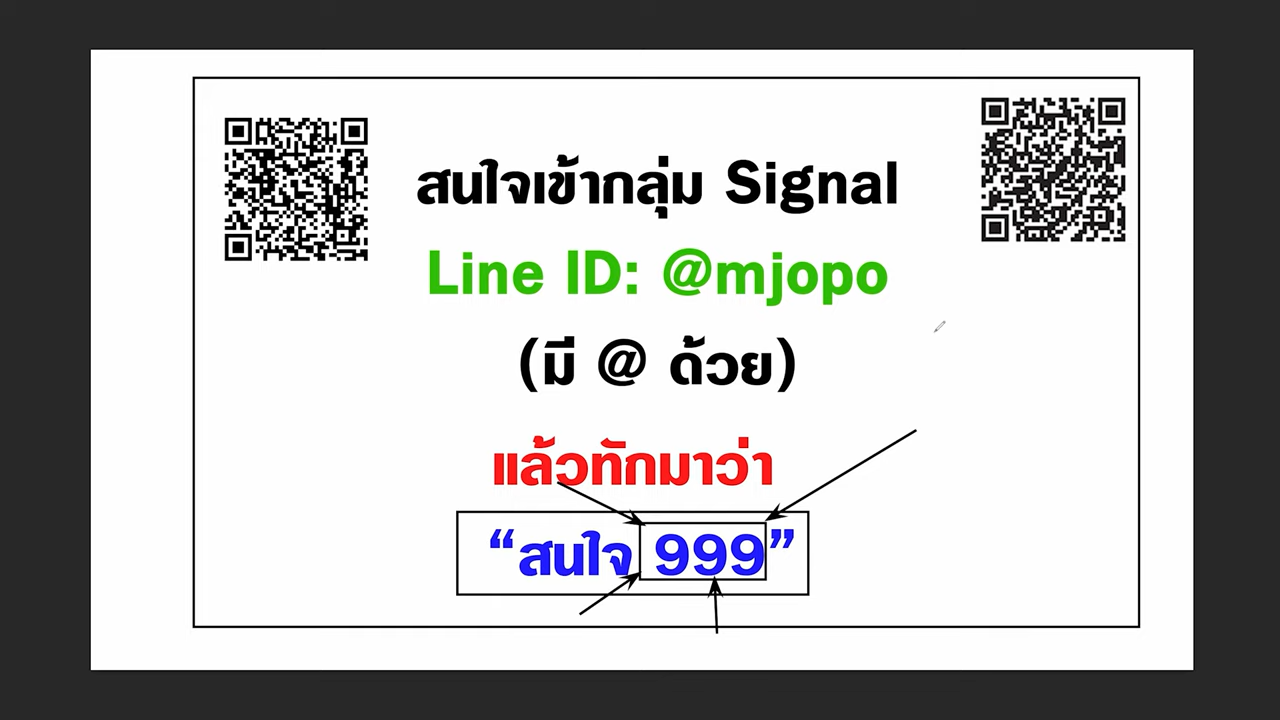 สนใจเข้ากลุ่ม Signal
Line ID: @mjopo
(มี @ ด้วย)
แล้วทักมาว่า
“สนใจ 999”